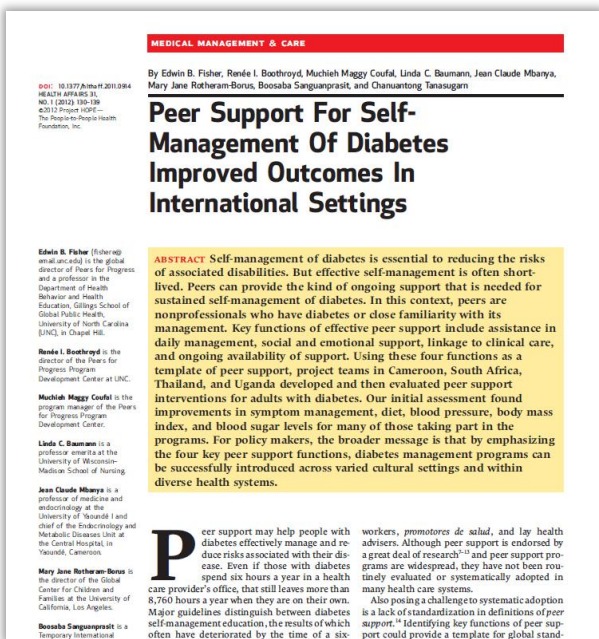 MEDICAL MANAGEMENT & CARE
DOI: 10.1377/hlthaff.2011.0914
HEALTH AFFAIRS 31,
NO. 1 (2012): 130–139
©2012 Project HOPE—
The People-to-People Health
Foundation, Inc.
By Edwin B. Fisher, Renée I. Boothroyd, Muchieh Maggy Coufal, Linda C. Baumann, Jean Claude Mbanya,
Mary Jane Rotheram-Borus, Boosaba Sanguanprasit, and Chanuantong Tanasugarn
Peer Support For Self-
Management Of Diabetes
Improved Outcomes In
International Settings
Edwin B. Fisher (fishere@
email.unc.edu) is the global
director of Peers for Progress
and a professor in the
Department of Health
Behavior and Health
Education, Gillings School of
Global Public Health,
University of North Carolina
(UNC), in Chapel Hill.
Renée I. Boothroyd is the
director of the Peers for
Progress Program
Development Center at UNC.
Muchieh Maggy Coufal is the
program manager of the Peers
for Progress Program
Development Center.
Linda C. Baumann is a
professor emerita at the
University of Wisconsin–
Madison School of Nursing.
Jean Claude Mbanya is a
professor of medicine and
endocrinology at the
University of Yaoundé I and
chief of the Endocrinology and
Metabolic Diseases Unit at
the Central Hospital, in
Yaoundé, Cameroon.
Mary Jane Rotheram-Borus is
the director of the Global
Center for Children and
Families at the University of
California, Los Angeles.
Boosaba Sanguanprasit is a
Temporary International
ABSTRACT Self-management of diabetes is essential to reducing the risks
of associated disabilities. But effective self-management is often short-
lived. Peers can provide the kind of ongoing support that is needed for
sustained self-management of diabetes. In this context, peers are
nonprofessionals who have diabetes or close familiarity with its
management. Key functions of effective peer support include assistance in
daily management, social and emotional support, linkage to clinical care,
and ongoing availability of support. Using these four functions as a
template of peer support, project teams in Cameroon, South Africa,
Thailand, and Uganda developed and then evaluated peer support
interventions for adults with diabetes. Our initial assessment found
improvements in symptom management, diet, blood pressure, body mass
index, and blood sugar levels for many of those taking part in the
programs. For policy makers, the broader message is that by emphasizing
the four key peer support functions, diabetes management programs can
be successfully introduced across varied cultural settings and within
diverse health systems.
Peer support may help people with
diabetes effectively manage and re-
duce risks associated with their dis-
ease. Even if those with diabetes
spend six hours a year in a health
care provider's office, that still leaves more than
8,760 hours a year when they are on their own.
Major guidelines distinguish between diabetes
self-management education, the results of which
often have deteriorated by the time of a six-
workers, promotores de salud, and lay health
advisers. Although peer support is endorsed by
a great deal of research7–13 and peer support pro-
grams are widespread, they have not been rou-
tinely evaluated or systematically adopted in
many health care systems.
Also posing a challenge to systematic adoption
is a lack of standardization in definitions of peer
support.14 Identifying key functions of peer sup-
port could provide a template for global stand-